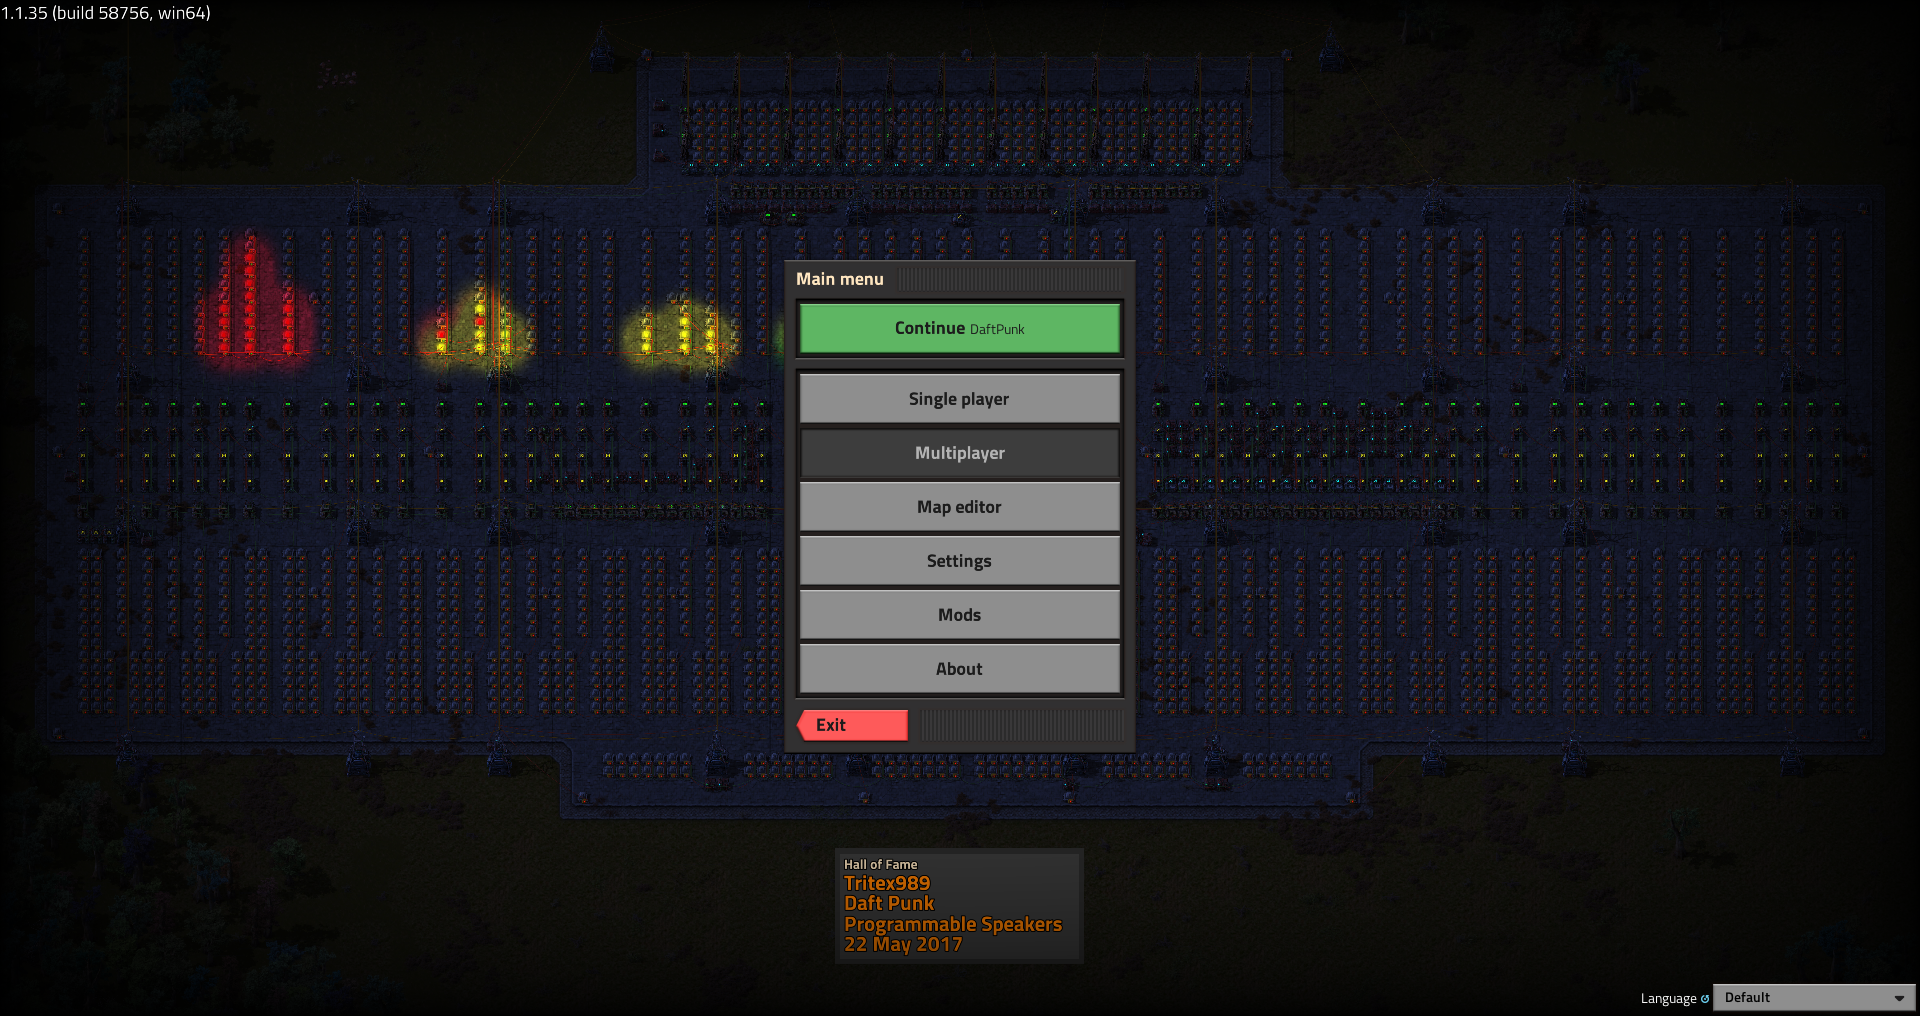 1.1.35 (build 58756, win64)
Main menu
Continue DaftPunk
Single player
Multiplayer
Map editor
Settings
Mods
About
Exit
Hall of Fame
Tritex989
Daft Punk
Programmable Speakers
22 May 2017
Language Default